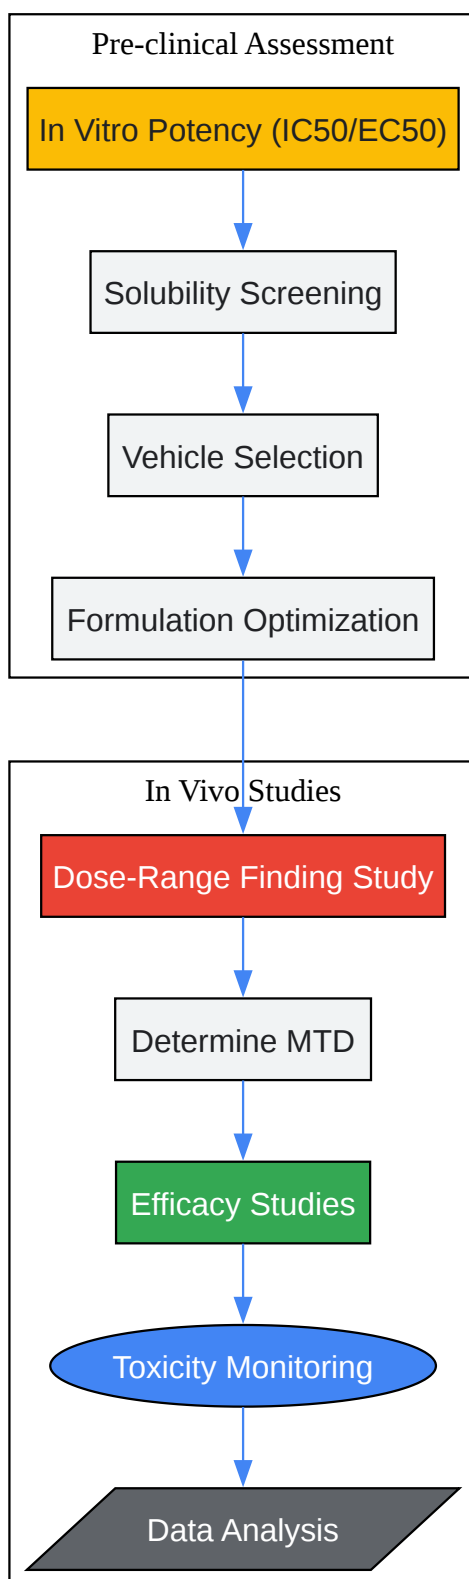 Pre-clinical Assessment
In Vitro Potency (IC50/EC50)
Solubility Screening
Vehicle Selection
Formulation Optimization
In Vivo Studies
Dose-Range Finding Study
Determine MTD
Efficacy Studies
Toxicity Monitoring
Data Analysis